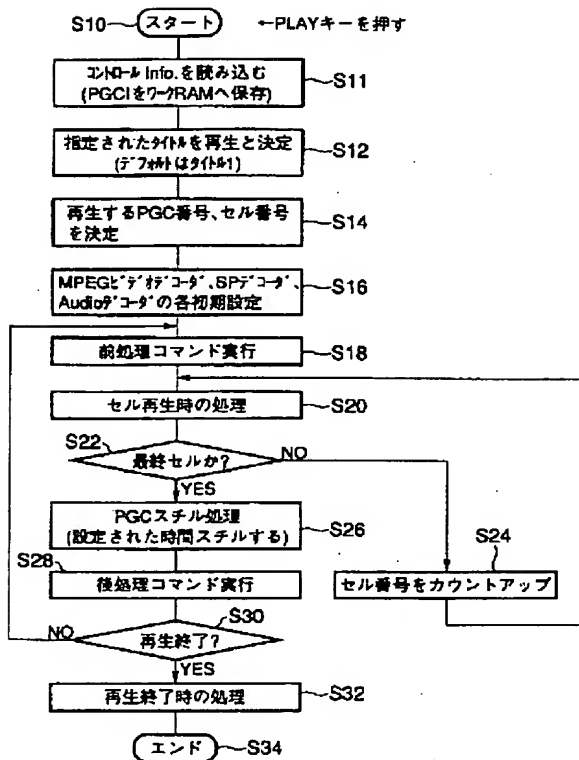 S10 スタート ←PLAYキーを押す
コントロール Info.を読み込む
(PGCIをワークRAMへ保存)
S11
指定されたタイトルを再生と決定
(デフォルトはタイトル1)
S12
再生するPGC番号、セル番号
を決定
S14
MPEGビデオデコーダ、SPデコーダ、
Audioデコーダの各初期設定
S16
前処理コマンド実行 S18
セル再生時の処理 S20
S22
最終セルか? NO
YES
PGCスチル処理
(設定された時間スチルする)
S26
S24
セル番号をカウントアップ
S28
後処理コマンド実行
S30
NO 再生終了?
YES
再生終了時の処理 S32
エンド S34